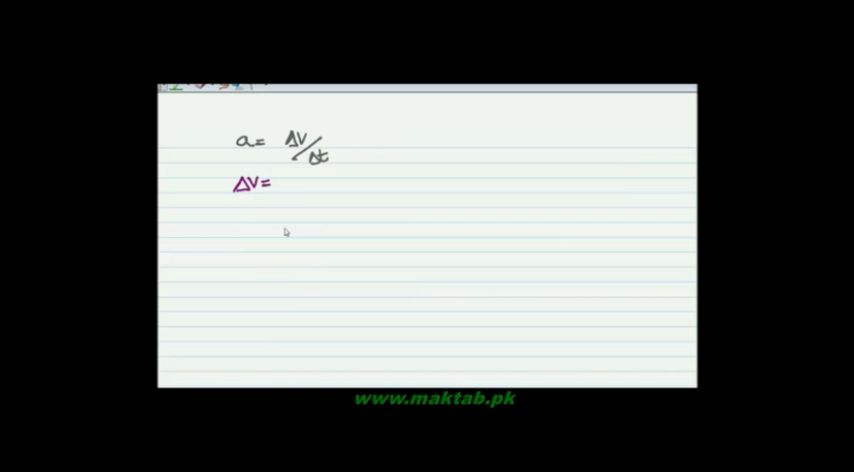 a = ΔV/Δt
ΔV =
www.maktab.pk